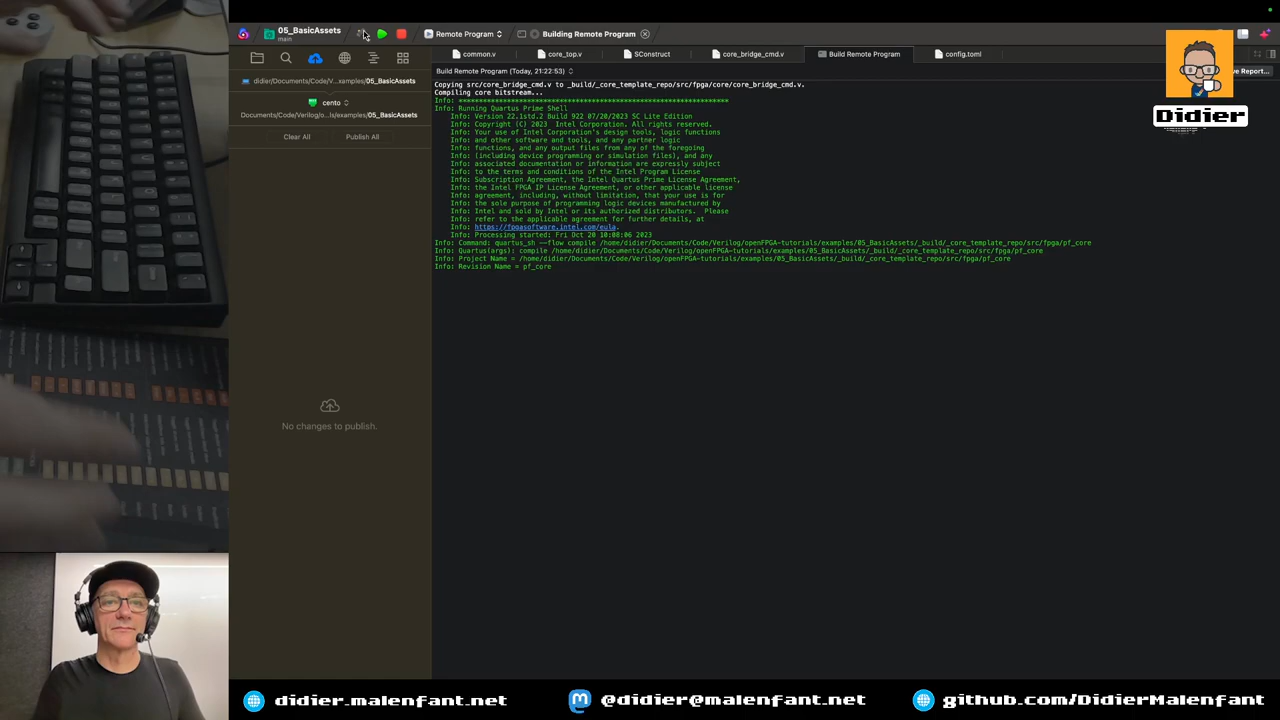 05_BasicAssets
main
Remote Program
Building Remote Program
common.v
core_top.v
SConstruct
core_bridge_cmd.v
Build Remote Program
config.toml
didier/Documents/Code/V...xamples/05_BasicAssets
cento
Documents/Code/Verilog/o...ls/examples/05_BasicAssets
Clear All
Publish All
No changes to publish.
Build Remote Program (Today, 21:22:53)
Copying src/core_bridge_cmd.v to _build/_core_template_repo/src/fpga/core/core_bridge_cmd.v.
Compiling core bitstream...
Info: *******************************************************************
Info: Running Quartus Prime Shell
Info: Version 22.1std.2 Build 922 07/20/2023 SC Lite Edition
Info: Copyright (C) 2023  Intel Corporation. All rights reserved.
Info: Your use of Intel Corporation's design tools, logic functions
Info: and other software and tools, and any partner logic
Info: functions, and any output files from any of the foregoing
Info: (including device programming or simulation files), and any
Info: associated documentation or information are expressly subject
Info: to the terms and conditions of the Intel Program License
Info: Subscription Agreement, the Intel Quartus Prime License Agreement,
Info: the Intel FPGA IP License Agreement, or other applicable license
Info: agreement, including, without limitation, that your use is for
Info: the sole purpose of programming logic devices manufactured by
Info: Intel and sold by Intel or its authorized distributors.  Please
Info: refer to the applicable agreement for further details, at
Info: https://fpgasoftware.intel.com/eula.
Info: Processing started: Fri Oct 20 10:08:06 2023
Info: Command: quartus_sh --flow compile /home/didier/Documents/Code/Verilog/openFPGA-tutorials/examples/05_BasicAssets/_build/_core_template_repo/src/fpga/pf_core
Info: Quartus(args): compile /home/didier/Documents/Code/Verilog/openFPGA-tutorials/examples/05_BasicAssets/_build/_core_template_repo/src/fpga/pf_core
Info: Project Name = /home/didier/Documents/Code/Verilog/openFPGA-tutorials/examples/05_BasicAssets/_build/_core_template_repo/src/fpga/pf_core
Info: Revision Name = pf_core
Report...
Didier
didier.malenfant.net
@didier@malenfant.net
github.com/DidierMalenfant